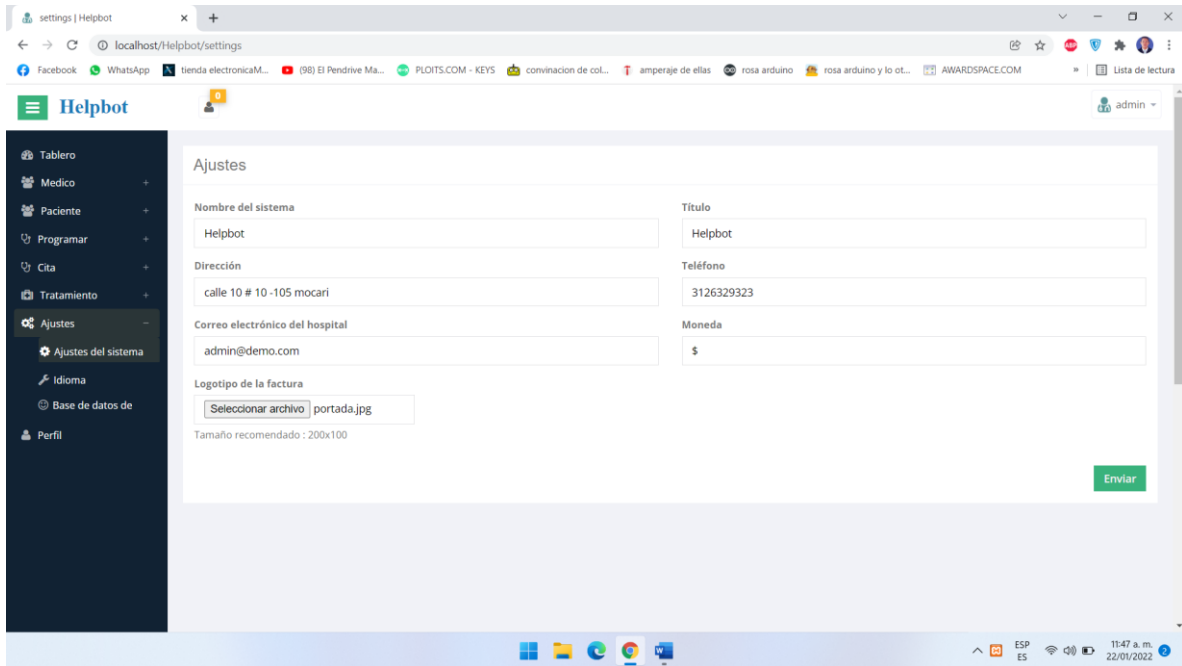 settings | Helpbot
localhost/Helpbot/settings
ABP
Facebook WhatsApp tienda electronicaM... (98) El Pendrive Ma... PLOITS.COM - KEYS convinacion de col... amperaje de ellas rosa arduino rosa arduino y lo ot... AWARDSPACE.COM » Lista de lectura
Helpbot 0 admin
Tablero
Medico +
Paciente +
Programar +
Cita +
Tratamiento +
Ajustes −
Ajustes del sistema
Idioma
Base de datos de
Perfil
Ajustes
Nombre del sistema Título
Helpbot Helpbot
Dirección Teléfono
calle 10 # 10 -105 mocari 3126329323
Correo electrónico del hospital Moneda
admin@demo.com $
Logotipo de la factura
Seleccionar archivo portada.jpg
Tamaño recomendado : 200x100
Enviar
ESP 11:47 a. m.
ES 22/01/2022 2